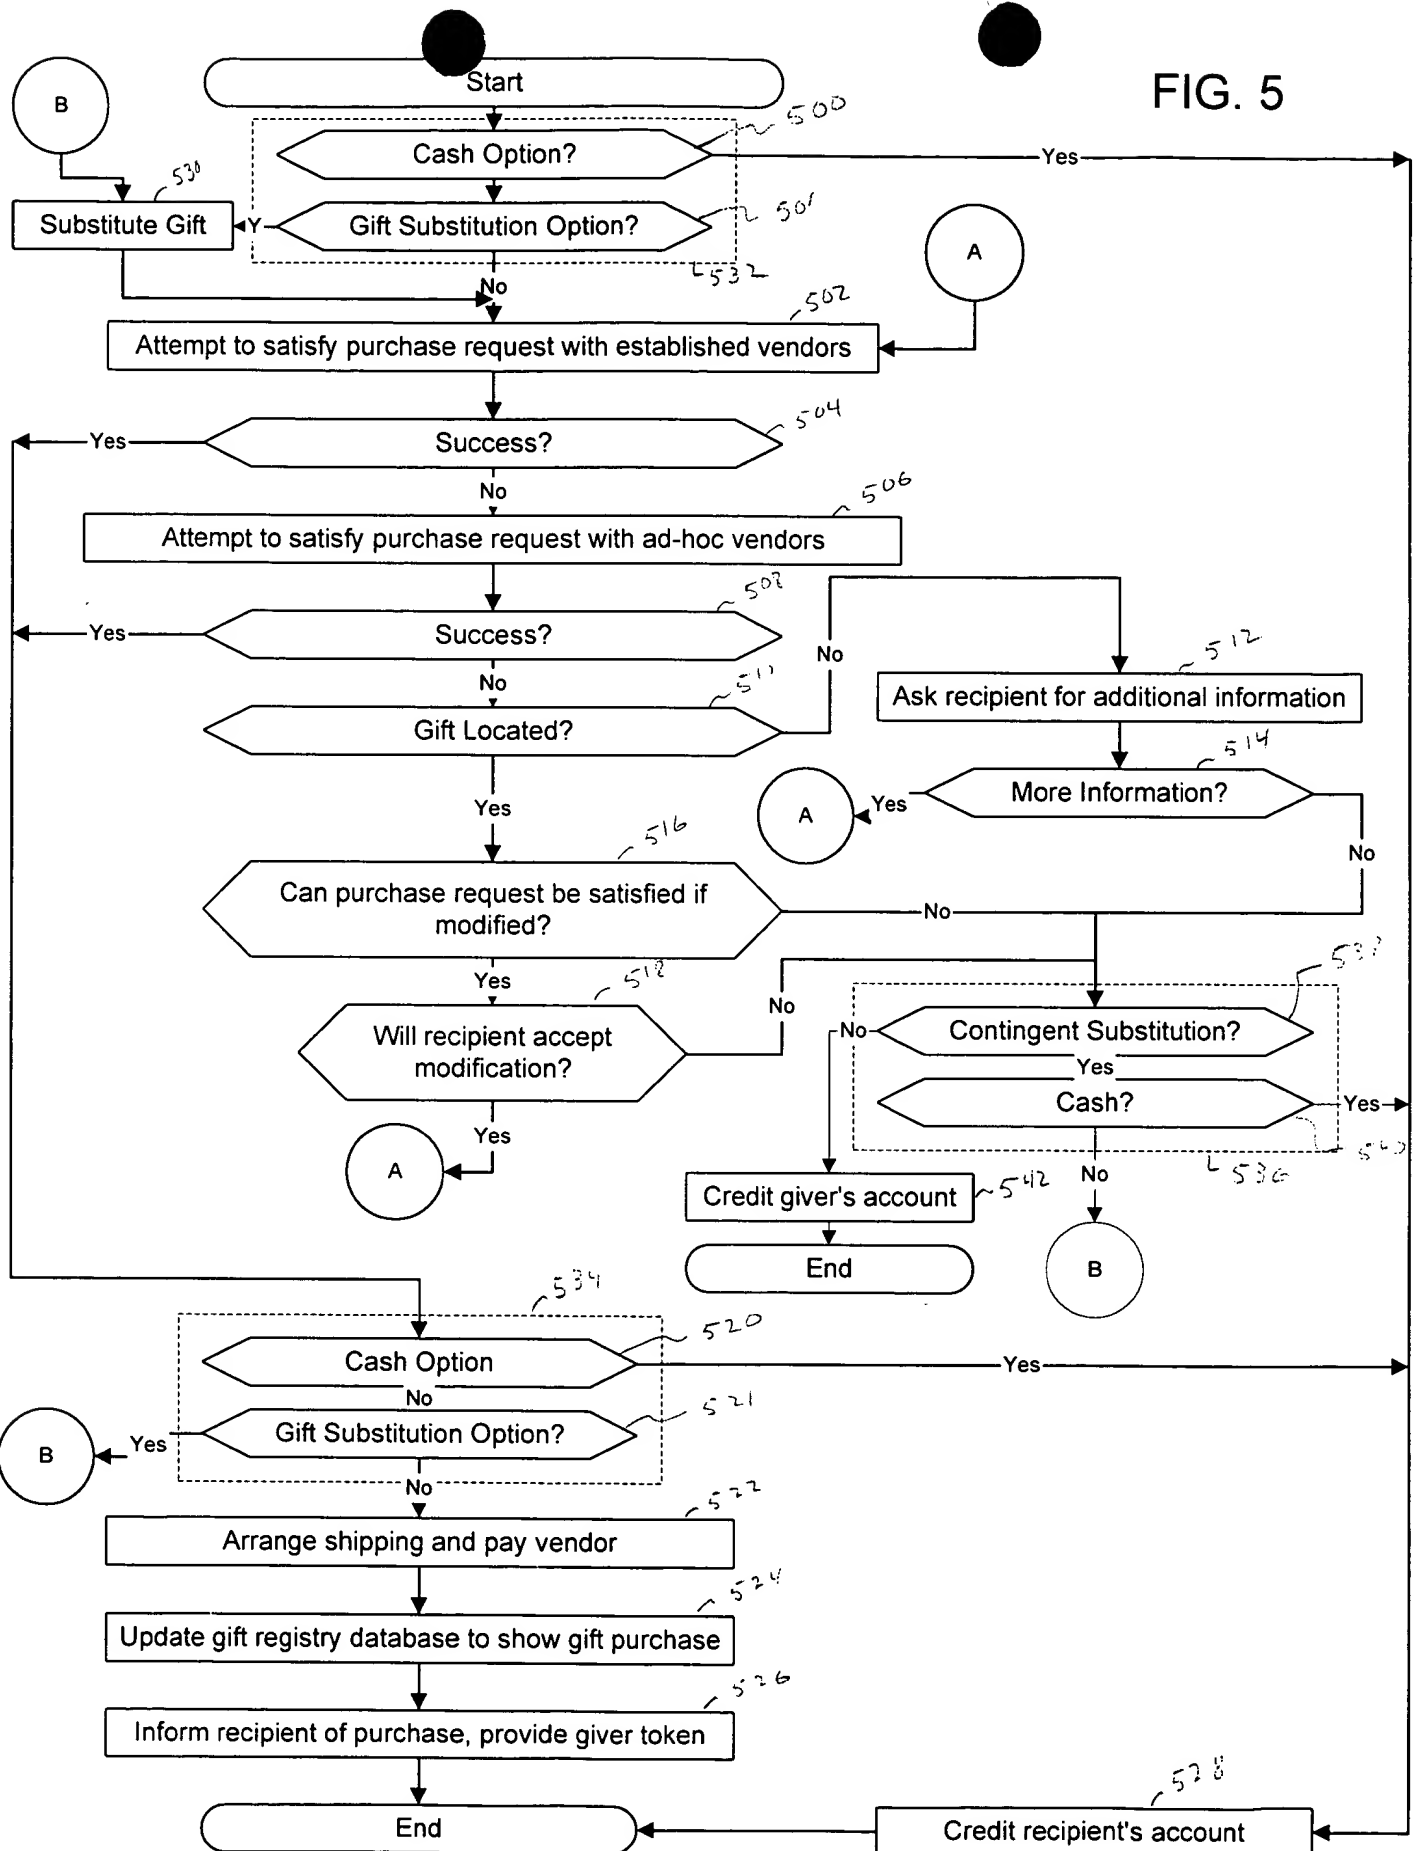 FIG. 5
B
Start
500
Cash Option?
Yes
530
Substitute Gift
Y
Gift Substitution Option?
501
A
532
No
502
Attempt to satisfy purchase request with established vendors
504
Yes
Success?
No
506
Attempt to satisfy purchase request with ad-hoc vendors
508
Yes
Success?
No
No
512
Ask recipient for additional information
Gift Located?
514
More Information?
A
Yes
Yes
No
516
Can purchase request be satisfied if
modified?
No
Yes
518
No
538
Will recipient accept
modification?
No
Contingent Substitution?
Yes
Cash?
Yes
540
Yes
A
536
No
Credit giver's account
542
End
B
534
520
Cash Option
Yes
No
521
Gift Substitution Option?
Yes
B
No
522
Arrange shipping and pay vendor
524
Update gift registry database to show gift purchase
526
Inform recipient of purchase, provide giver token
528
End
Credit recipient's account